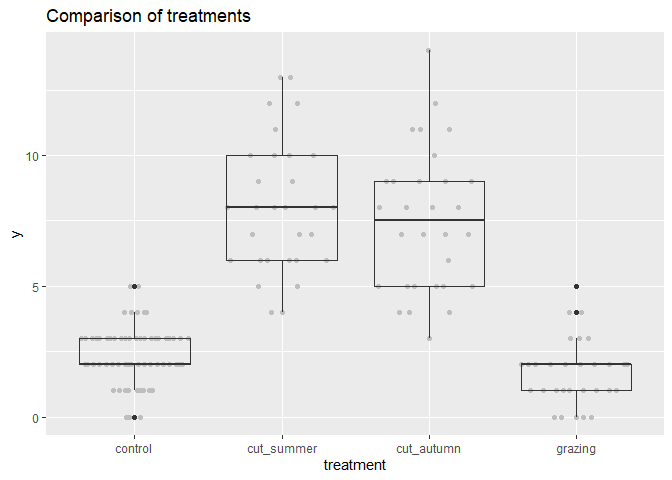 Comparison of treatments
10
5
0
y
control cut_summer cut_autumn grazing
treatment